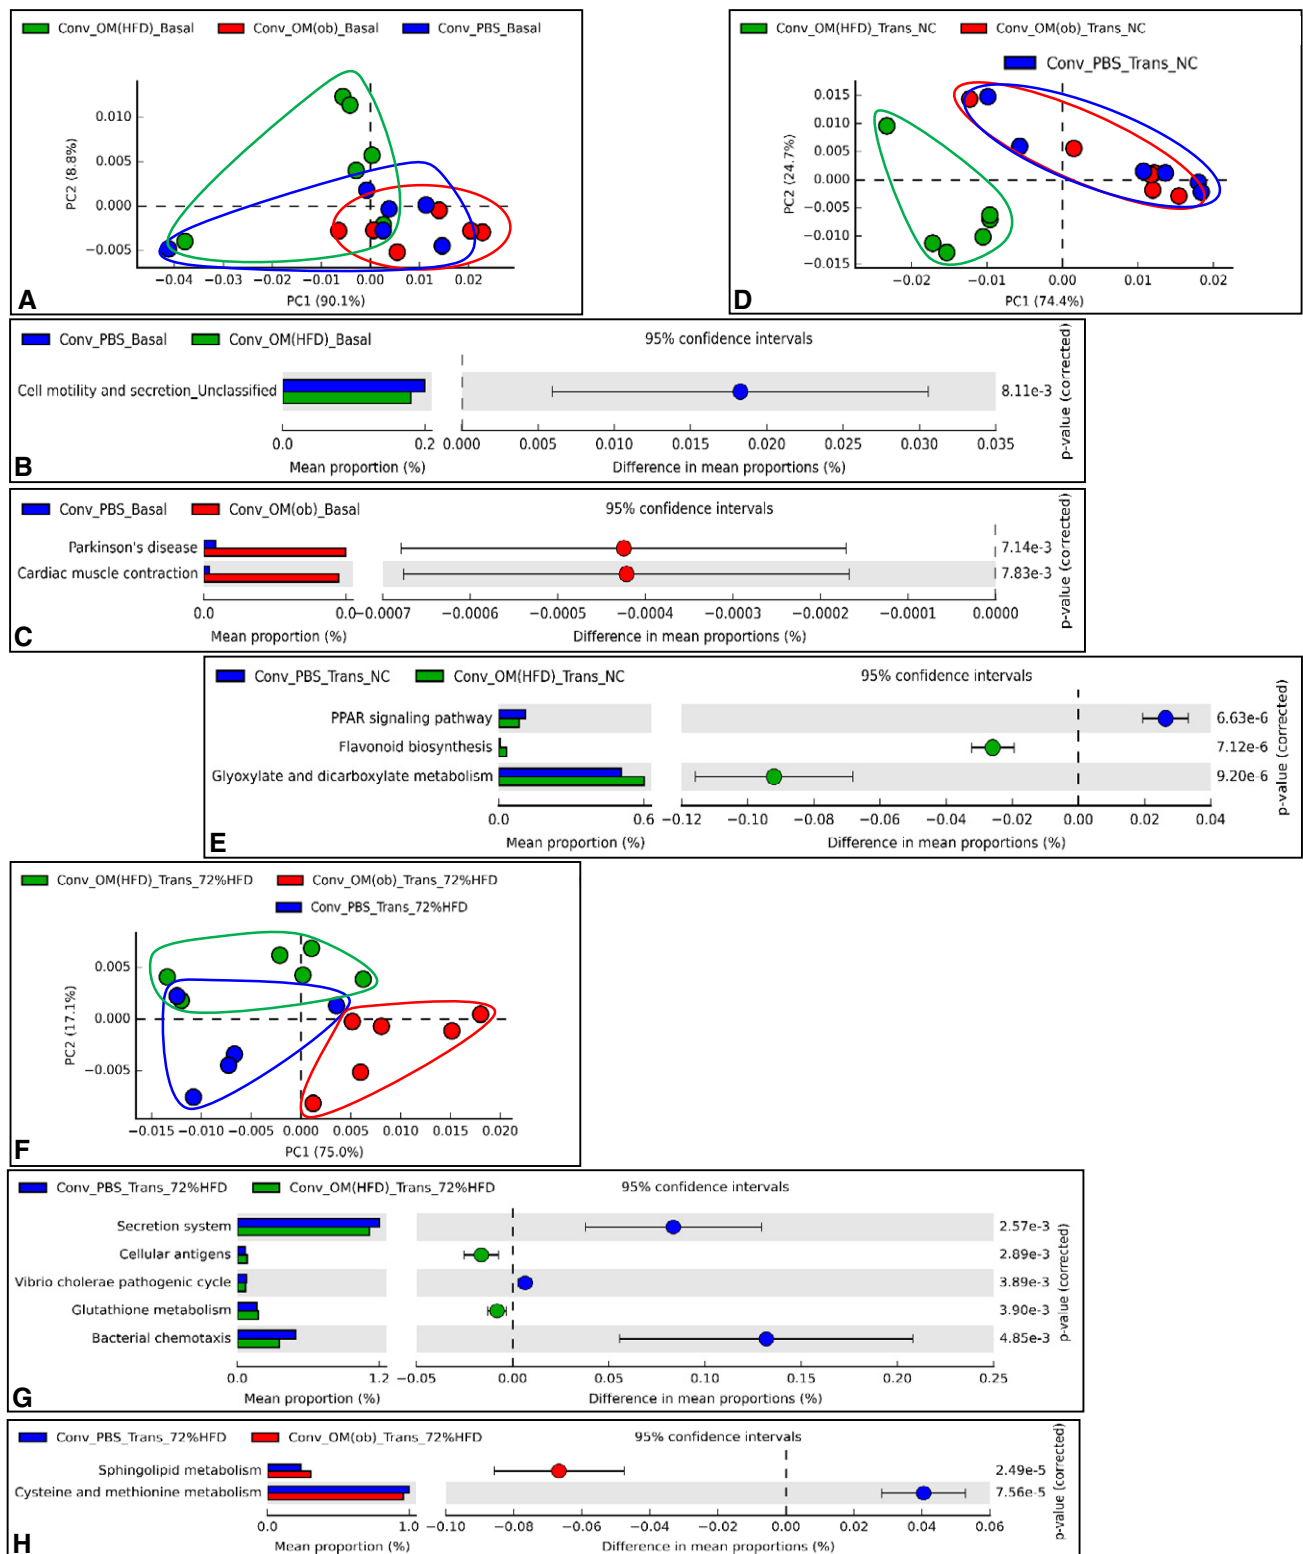 Conv_OM(HFD)_Basal Conv_OM(ob)_Basal Conv_PBS_Basal
0.010
0.005
0.000
−0.005
PC2 (8.8%)
−0.04 −0.03 −0.02 −0.01 0.00 0.01 0.02
PC1 (90.1%)
A
Conv_OM(HFD)_Trans_NC Conv_OM(ob)_Trans_NC
Conv_PBS_Trans_NC
0.015
0.010
0.005
0.000
−0.005
−0.010
−0.015
PC2 (24.7%)
−0.02 −0.01 0.00 0.01 0.02
PC1 (74.4%)
D
Conv_PBS_Basal Conv_OM(HFD)_Basal 95% confidence intervals
Cell motility and secretion_Unclassified 8.11e-3
p-value (corrected)
0.0 0.2 0.000 0.005 0.010 0.015 0.020 0.025 0.030 0.035
Mean proportion (%) Difference in mean proportions (%)
B
Conv_PBS_Basal Conv_OM(ob)_Basal 95% confidence intervals
Parkinson's disease 7.14e-3
Cardiac muscle contraction 7.83e-3
p-value (corrected)
0.0 0.0 −0.0007 −0.0006 −0.0005 −0.0004 −0.0003 −0.0002 −0.0001 0.0000
Mean proportion (%) Difference in mean proportions (%)
C
Conv_PBS_Trans_NC Conv_OM(HFD)_Trans_NC 95% confidence intervals
PPAR signaling pathway 6.63e-6
Flavonoid biosynthesis 7.12e-6
Glyoxylate and dicarboxylate metabolism 9.20e-6
p-value (corrected)
0.0 0.6 −0.12 −0.10 −0.08 −0.06 −0.04 −0.02 0.00 0.02 0.04
Mean proportion (%) Difference in mean proportions (%)
E
Conv_OM(HFD)_Trans_72%HFD Conv_OM(ob)_Trans_72%HFD
Conv_PBS_Trans_72%HFD
0.005
0.000
−0.005
PC2 (17.1%)
−0.015 −0.010 −0.005 0.000 0.005 0.010 0.015 0.020
PC1 (75.0%)
F
Conv_PBS_Trans_72%HFD Conv_OM(HFD)_Trans_72%HFD 95% confidence intervals
Secretion system 2.57e-3
Cellular antigens 2.89e-3
Vibrio cholerae pathogenic cycle 3.89e-3
Glutathione metabolism 3.90e-3
Bacterial chemotaxis 4.85e-3
p-value (corrected)
0.0 1.2 −0.05 0.00 0.05 0.10 0.15 0.20 0.25
Mean proportion (%) Difference in mean proportions (%)
G
Conv_PBS_Trans_72%HFD Conv_OM(ob)_Trans_72%HFD 95% confidence intervals
Sphingolipid metabolism 2.49e-5
Cysteine and methionine metabolism 7.56e-5
p-value (corrected)
0.0 1.0 −0.10 −0.08 −0.06 −0.04 −0.02 0.00 0.02 0.04 0.06
Mean proportion (%) Difference in mean proportions (%)
H